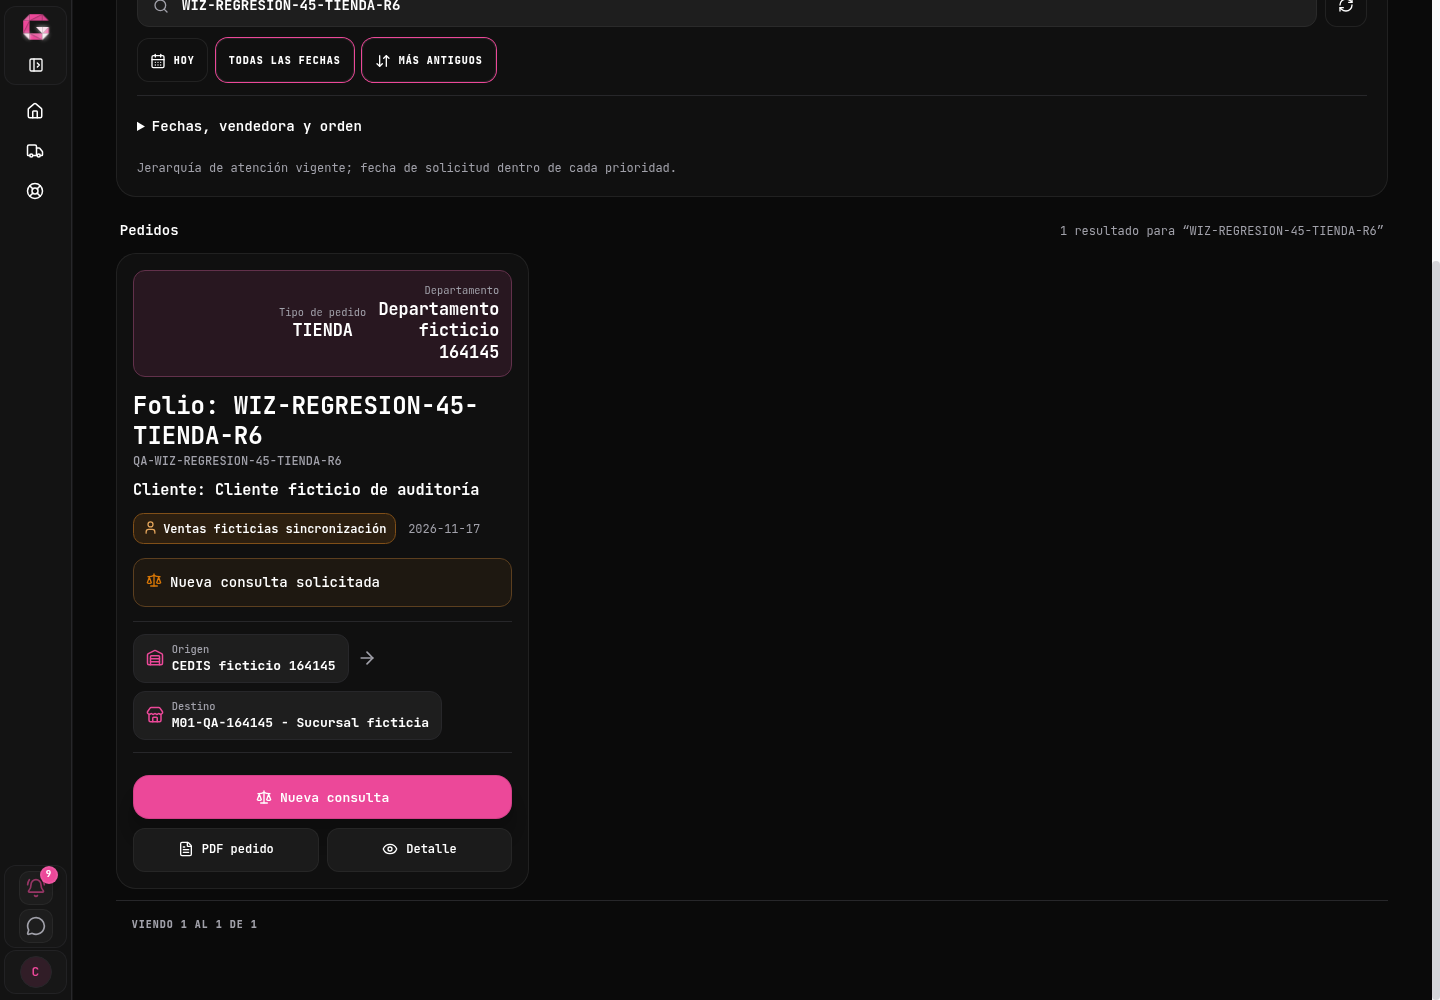 WIZ-REGRESION-45-TIENDA-R6
HOY
TODAS LAS FECHAS
MÁS ANTIGUOS
Fechas, vendedora y orden
Jerarquía de atención vigente; fecha de solicitud dentro de cada prioridad.
Pedidos
1 resultado para “WIZ-REGRESION-45-TIENDA-R6”
Tipo de pedido
TIENDA
Departamento
Departamento
ficticio
164145
Folio: WIZ-REGRESION-45-
TIENDA-R6
QA-WIZ-REGRESION-45-TIENDA-R6
Cliente: Cliente ficticio de auditoría
Ventas ficticias sincronización
2026-11-17
Nueva consulta solicitada
Origen
CEDIS ficticio 164145
Destino
M01-QA-164145 - Sucursal ficticia
Nueva consulta
PDF pedido
Detalle
VIENDO 1 AL 1 DE 1
9
C